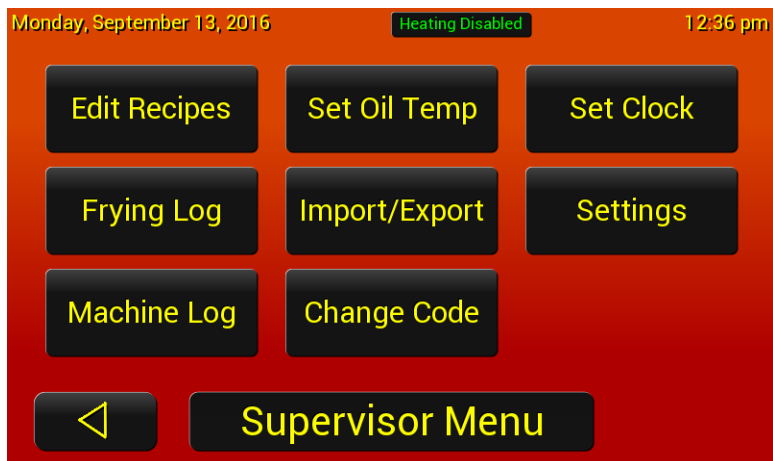 Monday, September 13, 2016 Heating Disabled 12:36 pm
Edit Recipes Set Oil Temp Set Clock
Frying Log Import/Export Settings
Machine Log Change Code
Supervisor Menu